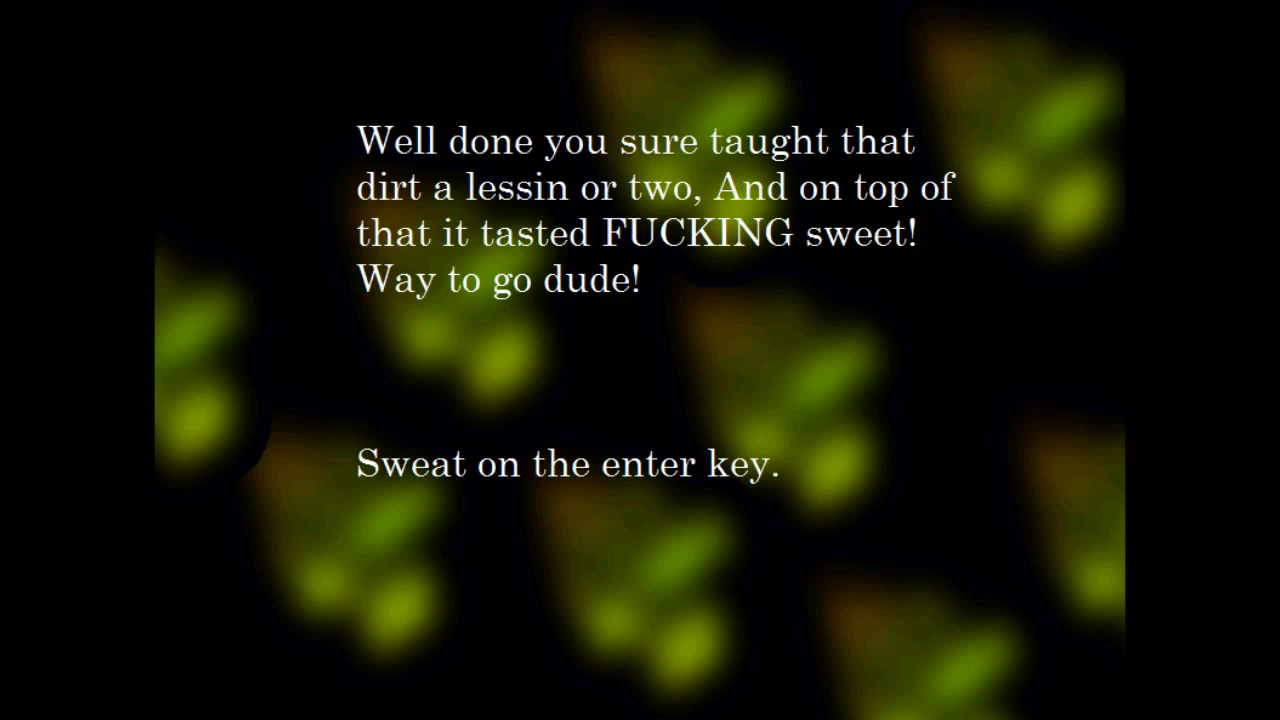 Well done you sure taught that
dirt a lessin or two, And on top of
that it tasted FUCKING sweet!
Way to go dude!
Sweat on the enter key.